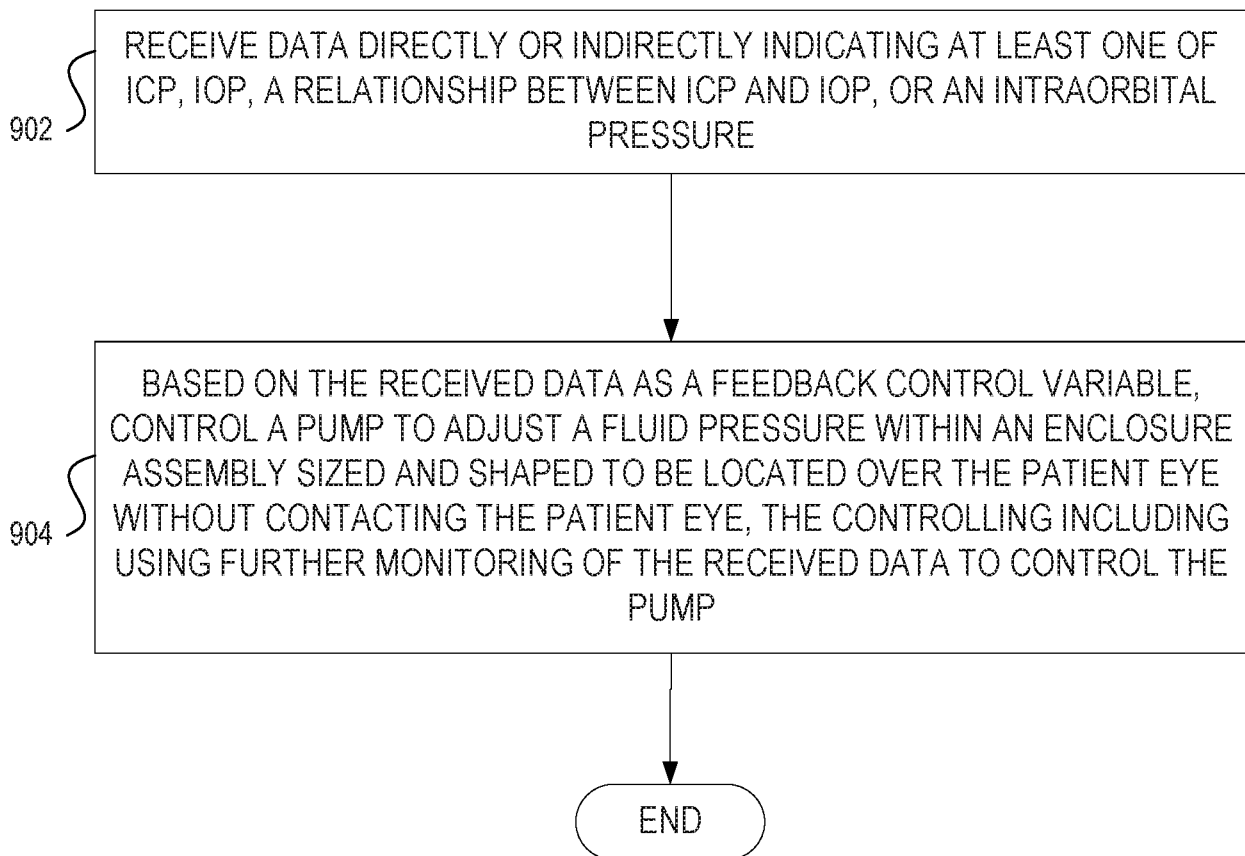 RECEIVE DATA DIRECTLY OR INDIRECTLY INDICATING AT LEAST ONE OF
ICP, IOP, A RELATIONSHIP BETWEEN ICP AND IOP, OR AN INTRAORBITAL
PRESSURE
902
BASED ON THE RECEIVED DATA AS A FEEDBACK CONTROL VARIABLE,
CONTROL A PUMP TO ADJUST A FLUID PRESSURE WITHIN AN ENCLOSURE
ASSEMBLY SIZED AND SHAPED TO BE LOCATED OVER THE PATIENT EYE
WITHOUT CONTACTING THE PATIENT EYE, THE CONTROLLING INCLUDING
USING FURTHER MONITORING OF THE RECEIVED DATA TO CONTROL THE
PUMP
904
END